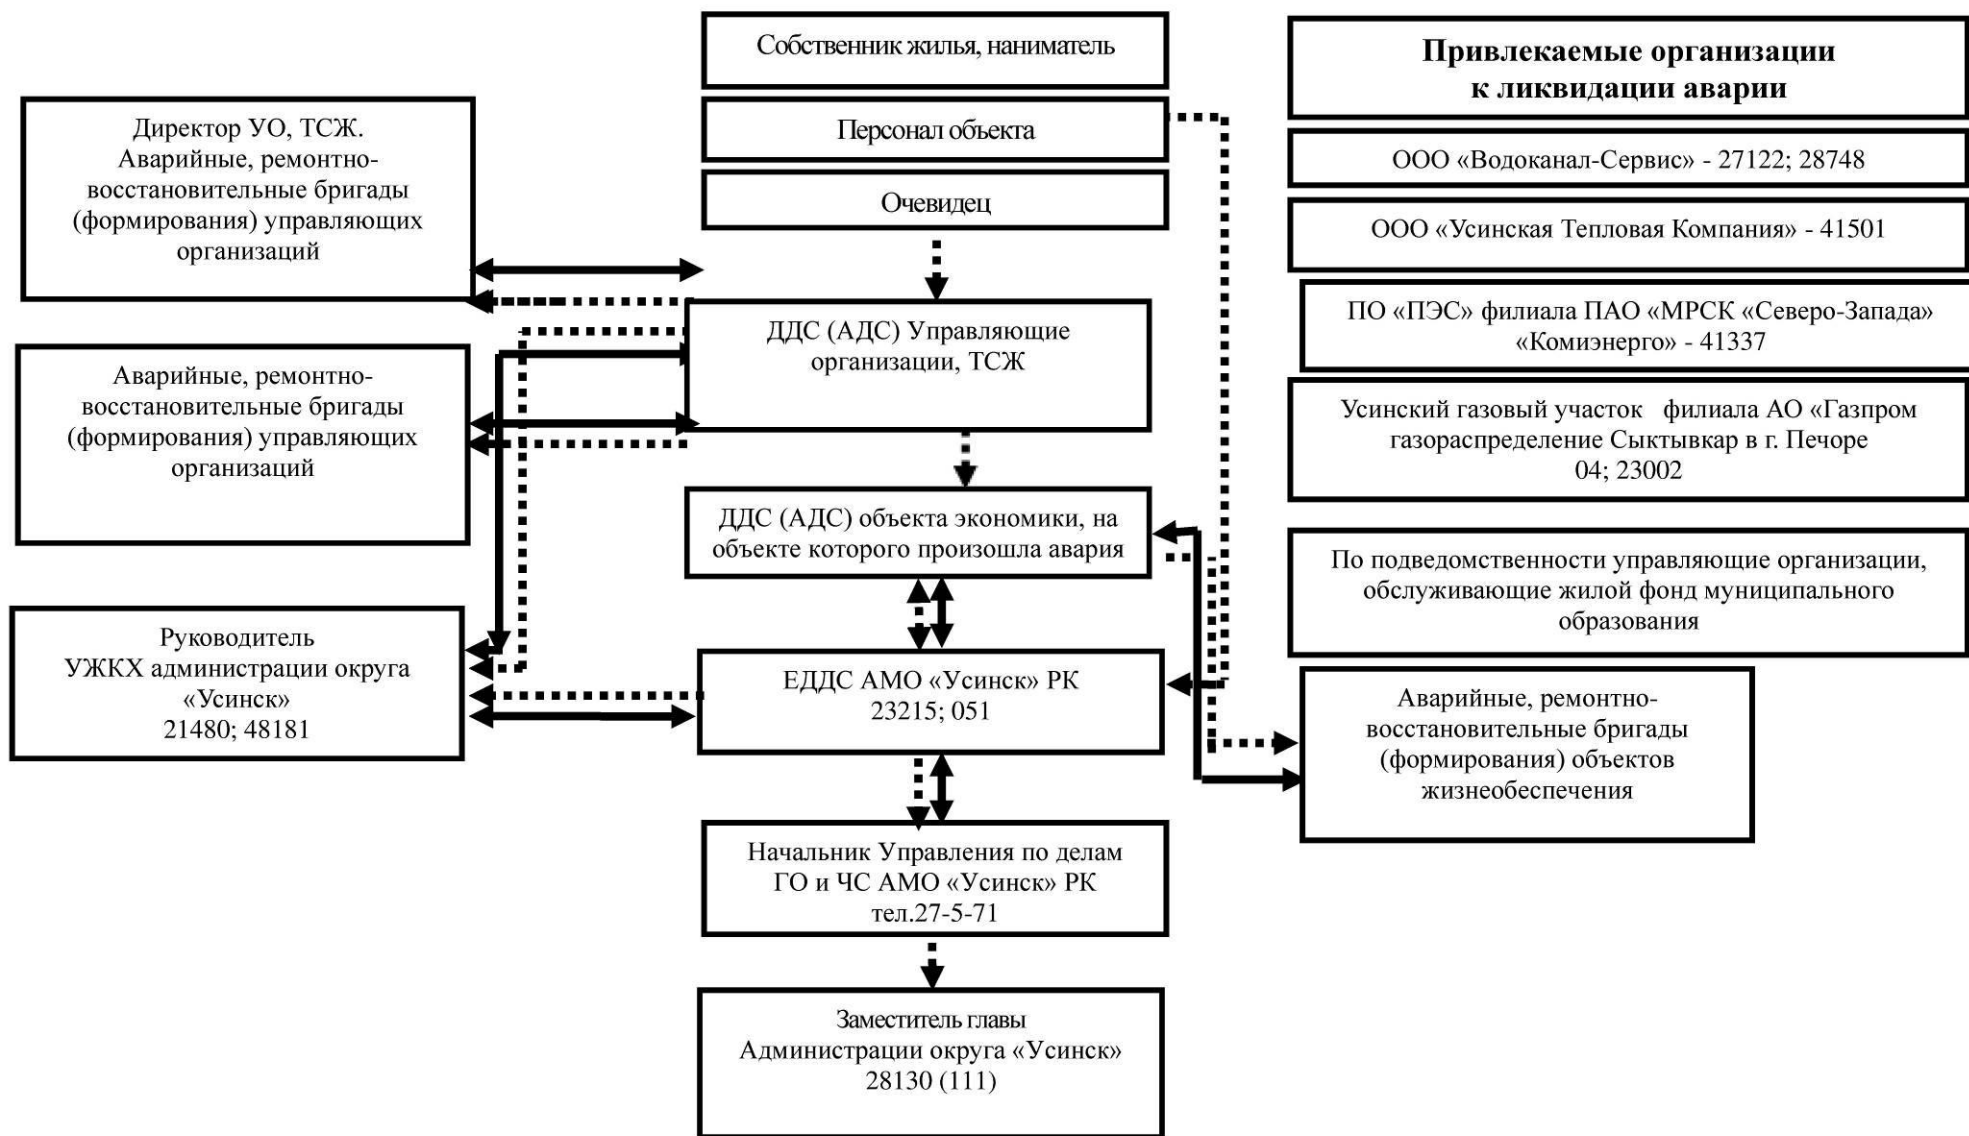 Собственник жилья, наниматель
Персонал объекта
Очевидец
Директор УО, ТСЖ.
Аварийные, ремонтно-
восстановительные бригады
(формирования) управляющих
организаций
ДДС (АДС) Управляющие
организации, ТСЖ
Аварийные, ремонтно-
восстановительные бригады
(формирования) управляющих
организаций
ДДС (АДС) объекта экономики, на
объекте которого произошла авария
Руководитель
УЖКХ администрации округа
«Усинск»
21480; 48181
ЕДДС АМО «Усинск» РК
23215; 051
Начальник Управления по делам
ГО и ЧС АМО «Усинск» РК
тел.27-5-71
Заместитель главы
Администрации округа «Усинск»
28130 (111)
Привлекаемые организации
к ликвидации аварии
ООО «Водоканал-Сервис» - 27122; 28748
ООО «Усинская Тепловая Компания» - 41501
ПО «ПЭС» филиала ПАО «МРСК «Северо-Запада»
«Комиэнерго» - 41337
Усинский газовый участок филиала АО «Газпром
газораспределение Сыктывкар в г. Печоре
04; 23002
По подведомственности управляющие организации,
обслуживающие жилой фонд муниципального
образования
Аварийные, ремонтно-
восстановительные бригады
(формирования) объектов
жизнеобеспечения